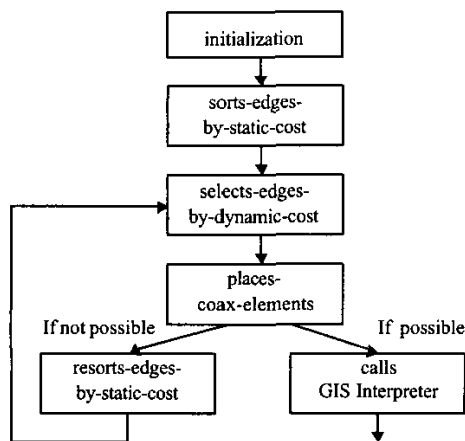 initialization
sorts-edges-
by-static-cost
selects-edges-
by-dynamic-cost
places-
coax-elements
If not possible
If possible
resorts-edges-
by-static-cost
calls
GIS Interpreter